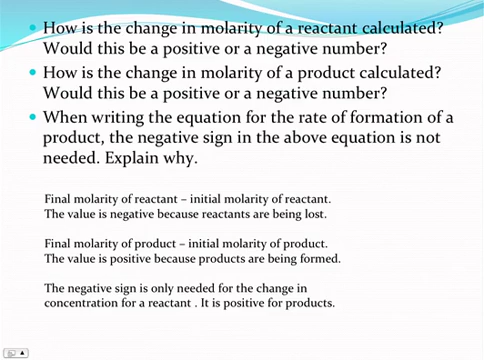 • How is the change in molarity of a reactant calculated?
Would this be a positive or a negative number?
• How is the change in molarity of a product calculated?
Would this be a positive or a negative number?
• When writing the equation for the rate of formation of a
product, the negative sign in the above equation is not
needed. Explain why.
Final molarity of reactant – initial molarity of reactant.
The value is negative because reactants are being lost.
Final molarity of product – initial molarity of product.
The value is positive because products are being formed.
The negative sign is only needed for the change in
concentration for a reactant . It is positive for products.